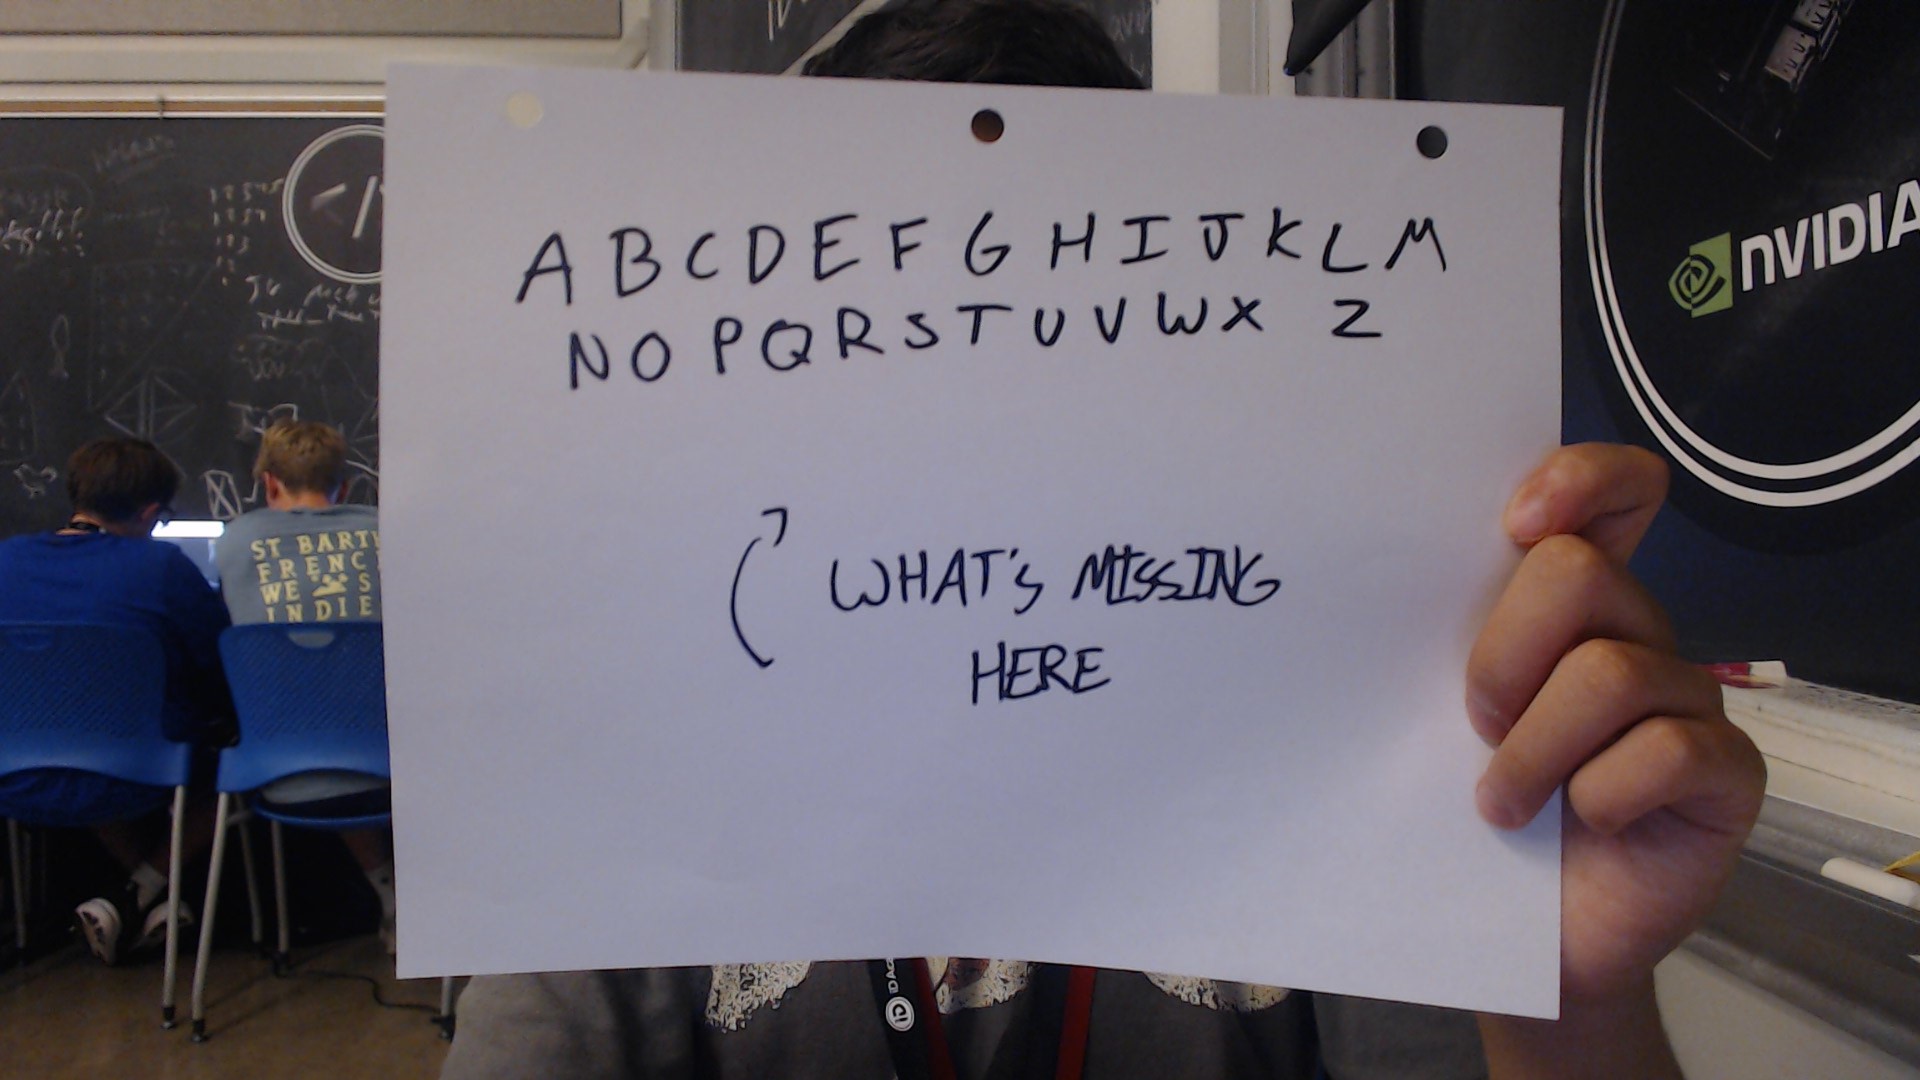 A B C D E F G H I J K L M
N O P Q R S T U V W X Z
WHAT'S MISSING
HERE
NVIDIA
ST BART
FRENC
WE S
INDIE